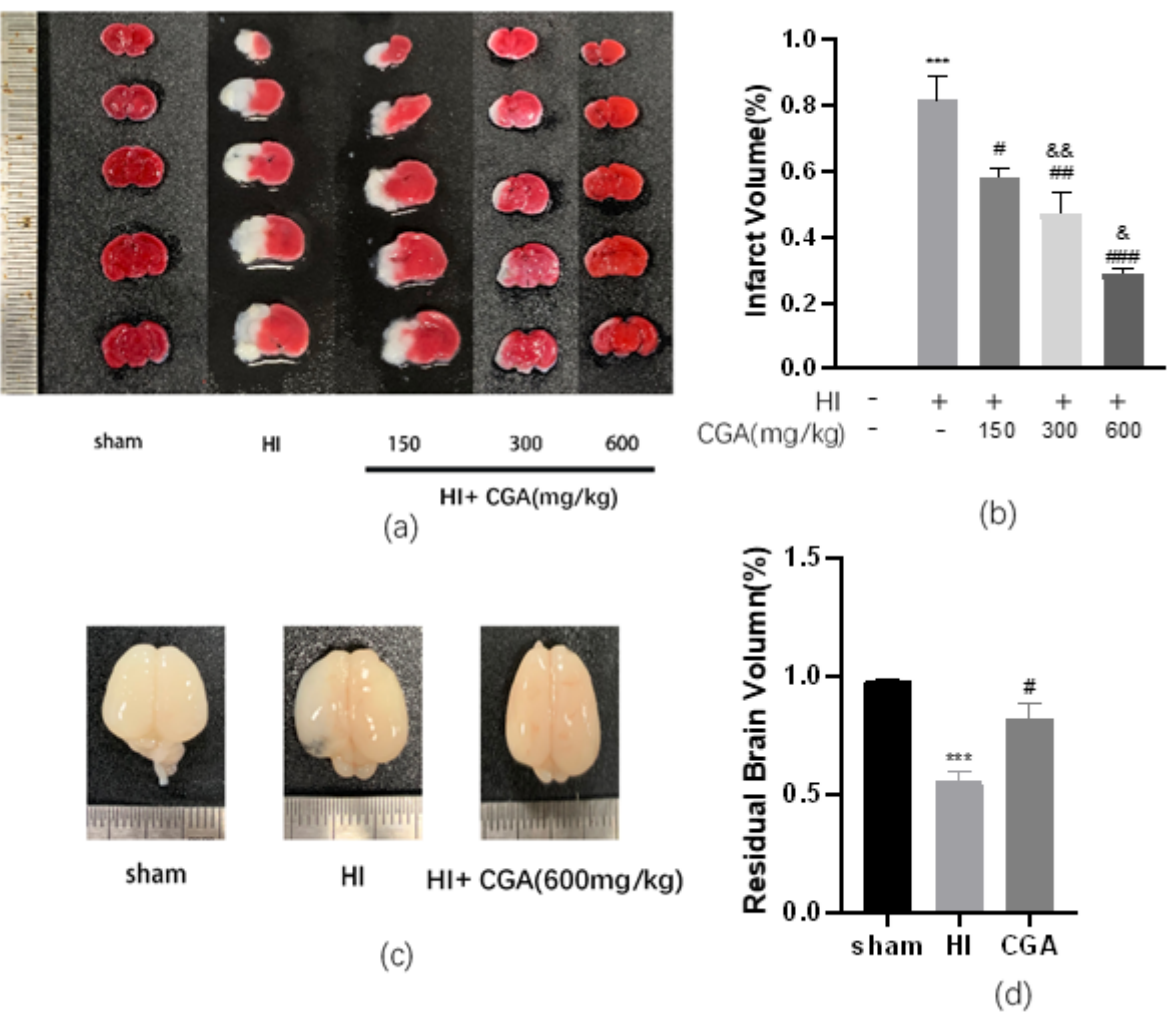 sham HI 150 300 600
HI+ CGA(mg/kg)
(a)
Infarct Volume(%)
1.0
0.8
0.6
0.4
0.2
0.0
***
#
&&
##
&
###
HI - + + + +
CGA(mg/kg) - - 150 300 600
(b)
sham HI HI+ CGA(600mg/kg)
(c)
Residual Brain Volumn(%)
1.5
1.0
0.5
0.0
***
#
sham HI CGA
(d)